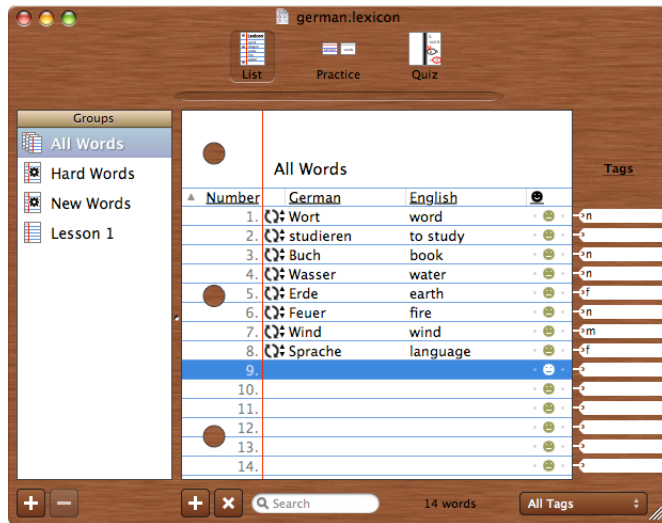 german.lexicon
List Practice Quiz
Groups
All Words
Hard Words
New Words
Lesson 1
All Words
Tags
Number German English
1. Wort word n
2. studieren to study
3. Buch book n
4. Wasser water n
5. Erde earth f
6. Feuer fire n
7. Wind wind m
8. Sprache language f
9.
10.
11.
12.
13.
14.
Search 14 words All Tags